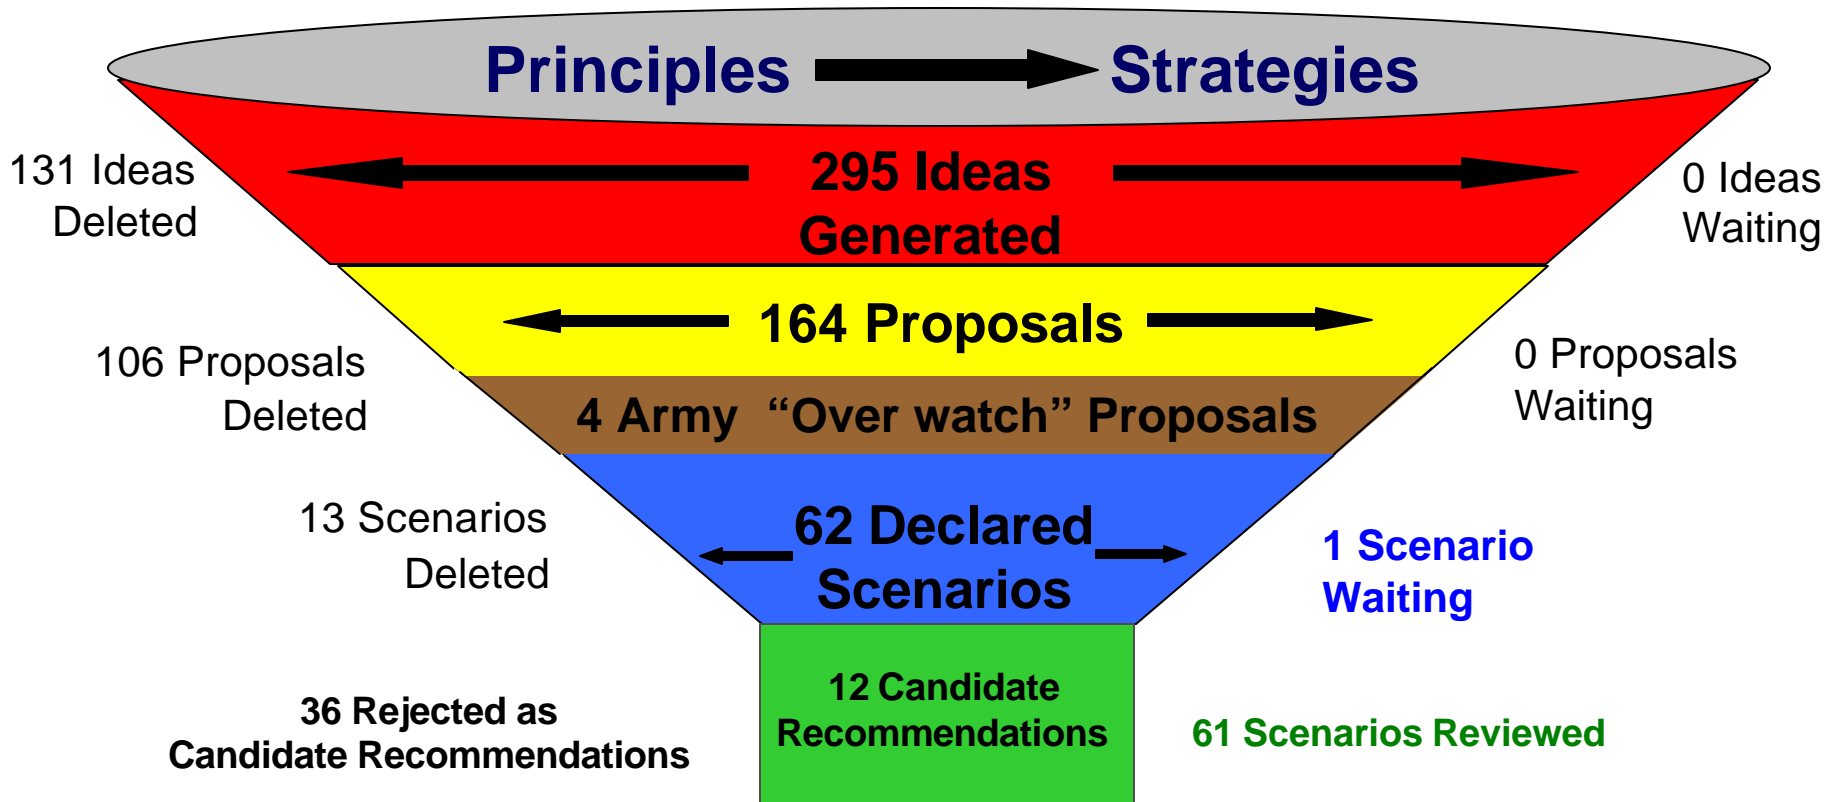 Principles Strategies
131 Ideas
Deleted
295 Ideas
Generated
0 Ideas
Waiting
164 Proposals
106 Proposals
Deleted
0 Proposals
Waiting
4 Army “Over watch” Proposals
13 Scenarios
Deleted
62 Declared
Scenarios
1 Scenario
Waiting
36 Rejected as
Candidate Recommendations
12 Candidate
Recommendations
61 Scenarios Reviewed